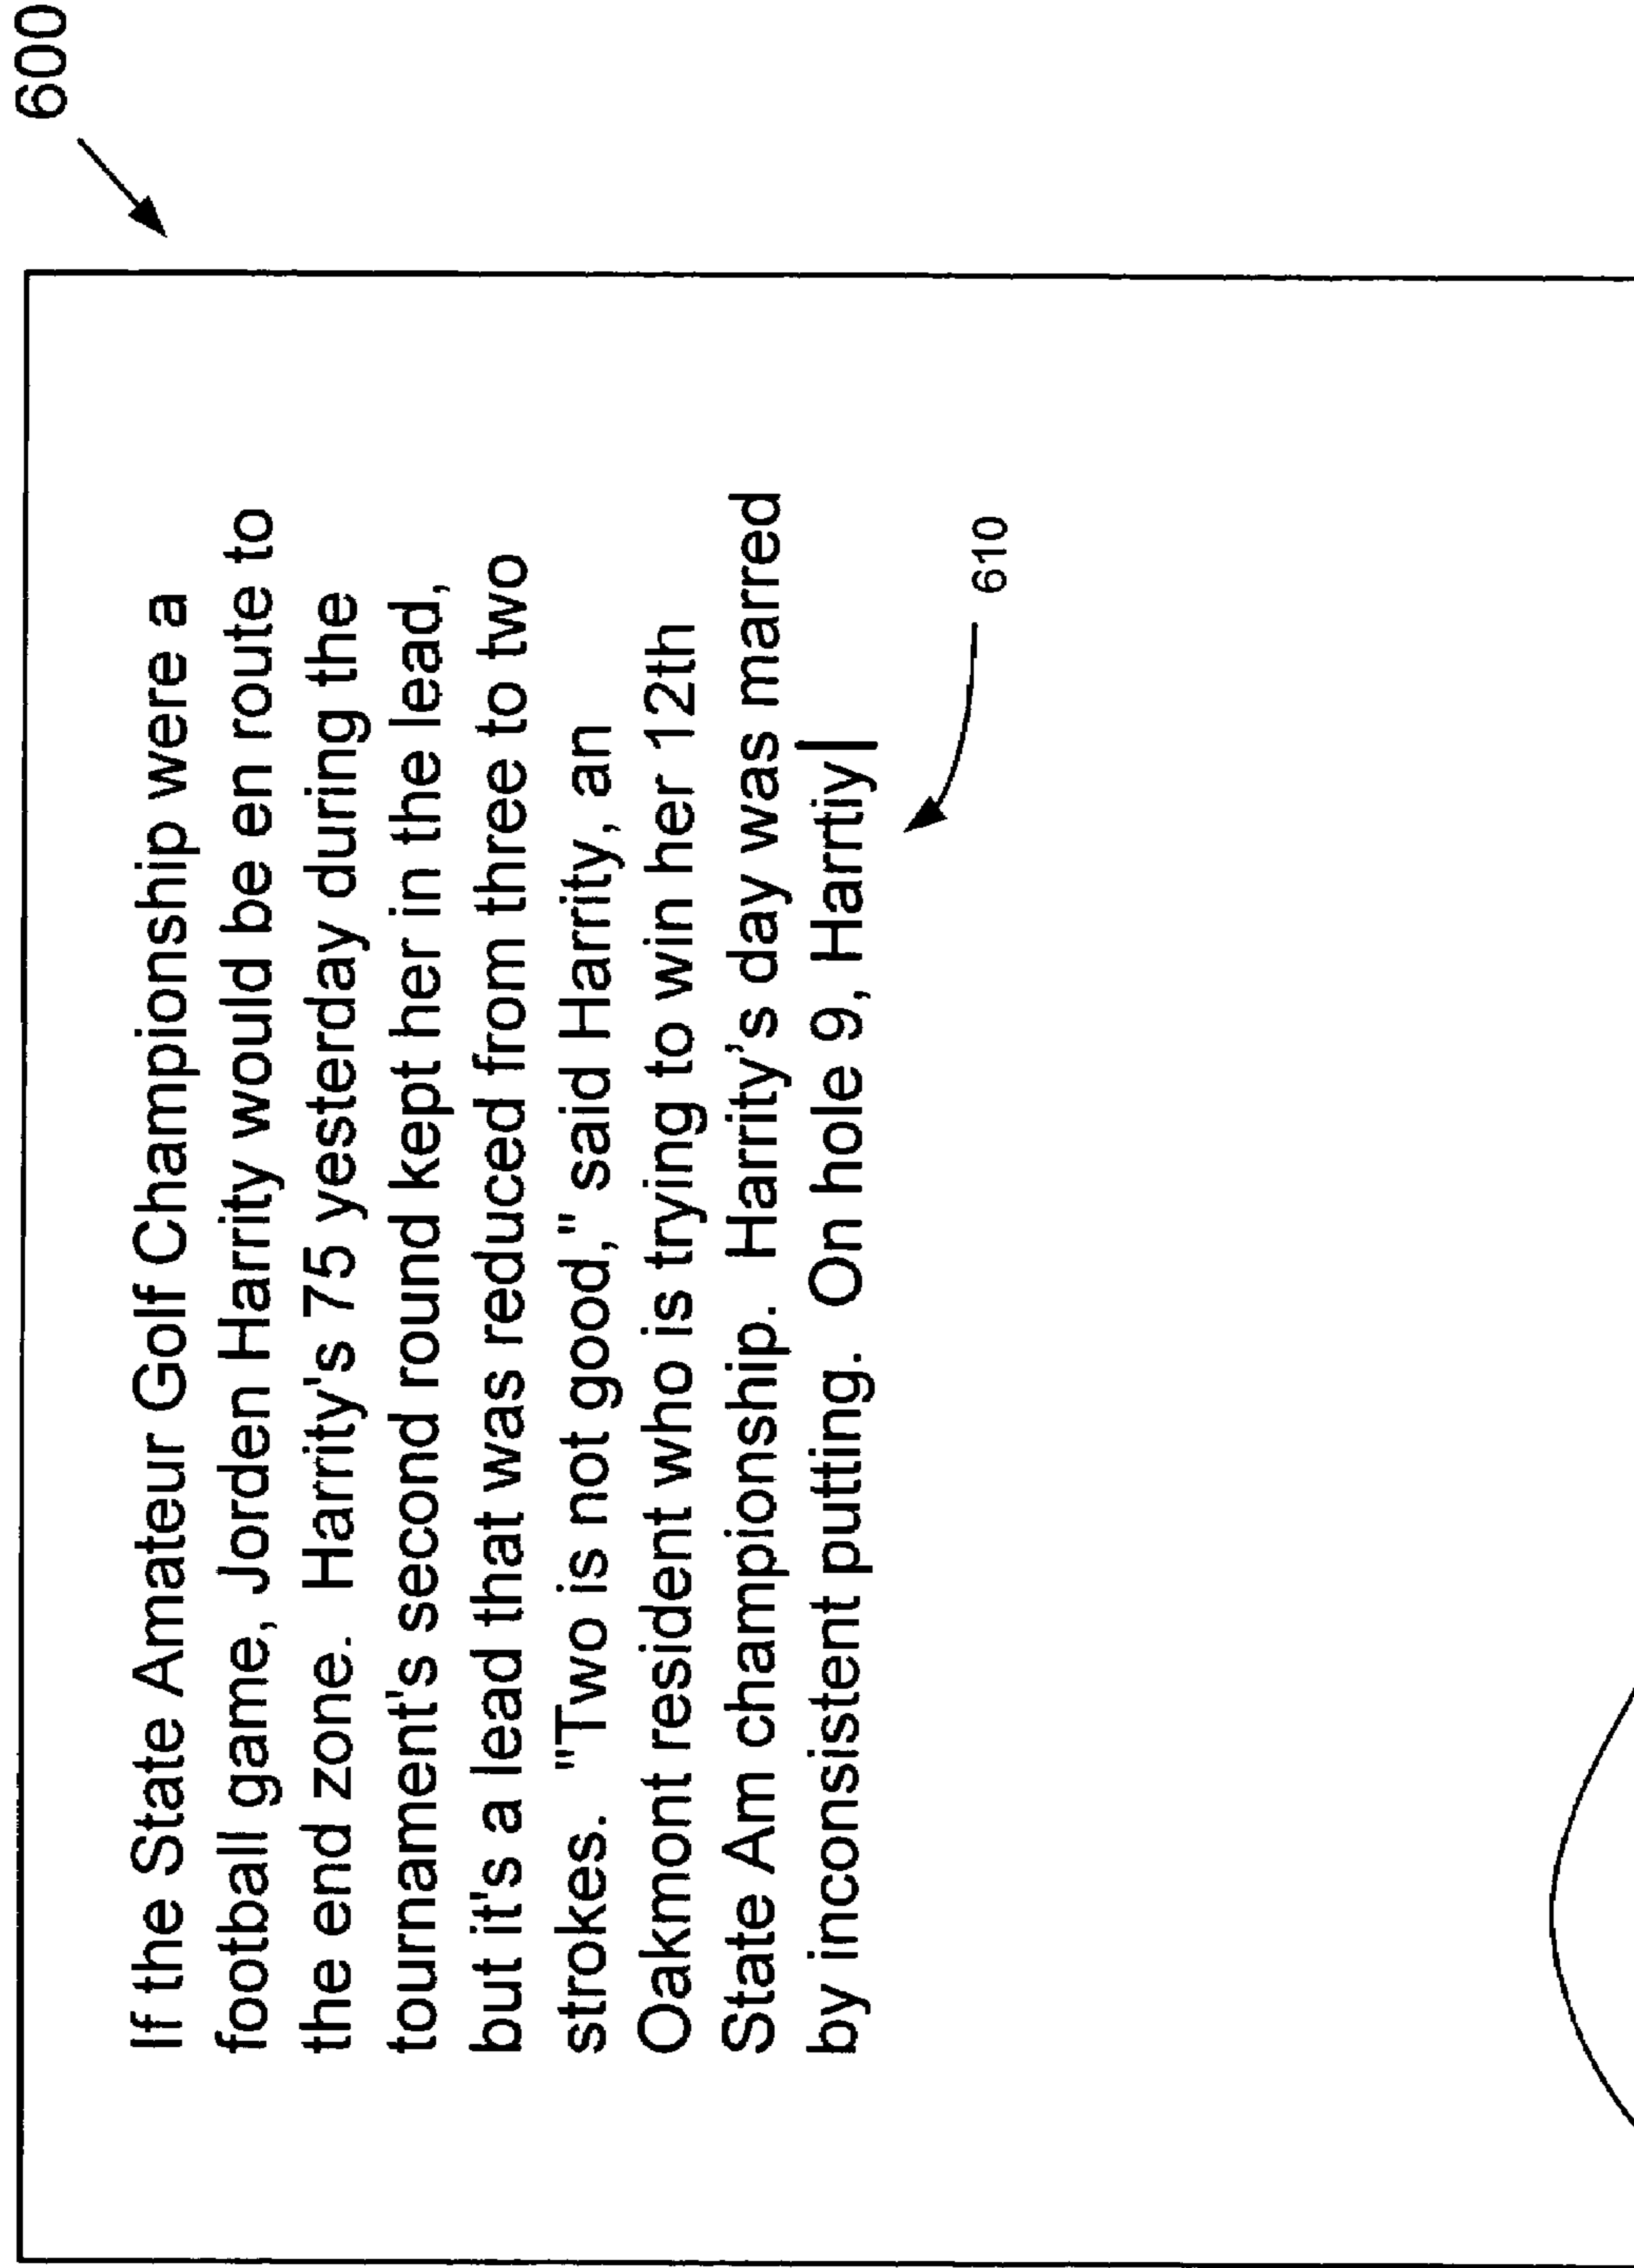 600
If the State Amateur Golf Championship were a
football game, Jorden Harrity would be en route to
the end zone.  Harrity's 75 yesterday during the
tournament's second round kept her in the lead,
but it's a lead that was reduced from three to two
strokes.  "Two is not good," said Harrity, an
Oakmont resident who is trying to win her 12th
State Am championship.  Harrity's day was marred
by inconsistent putting.  On hole 9, Harrtiy
610